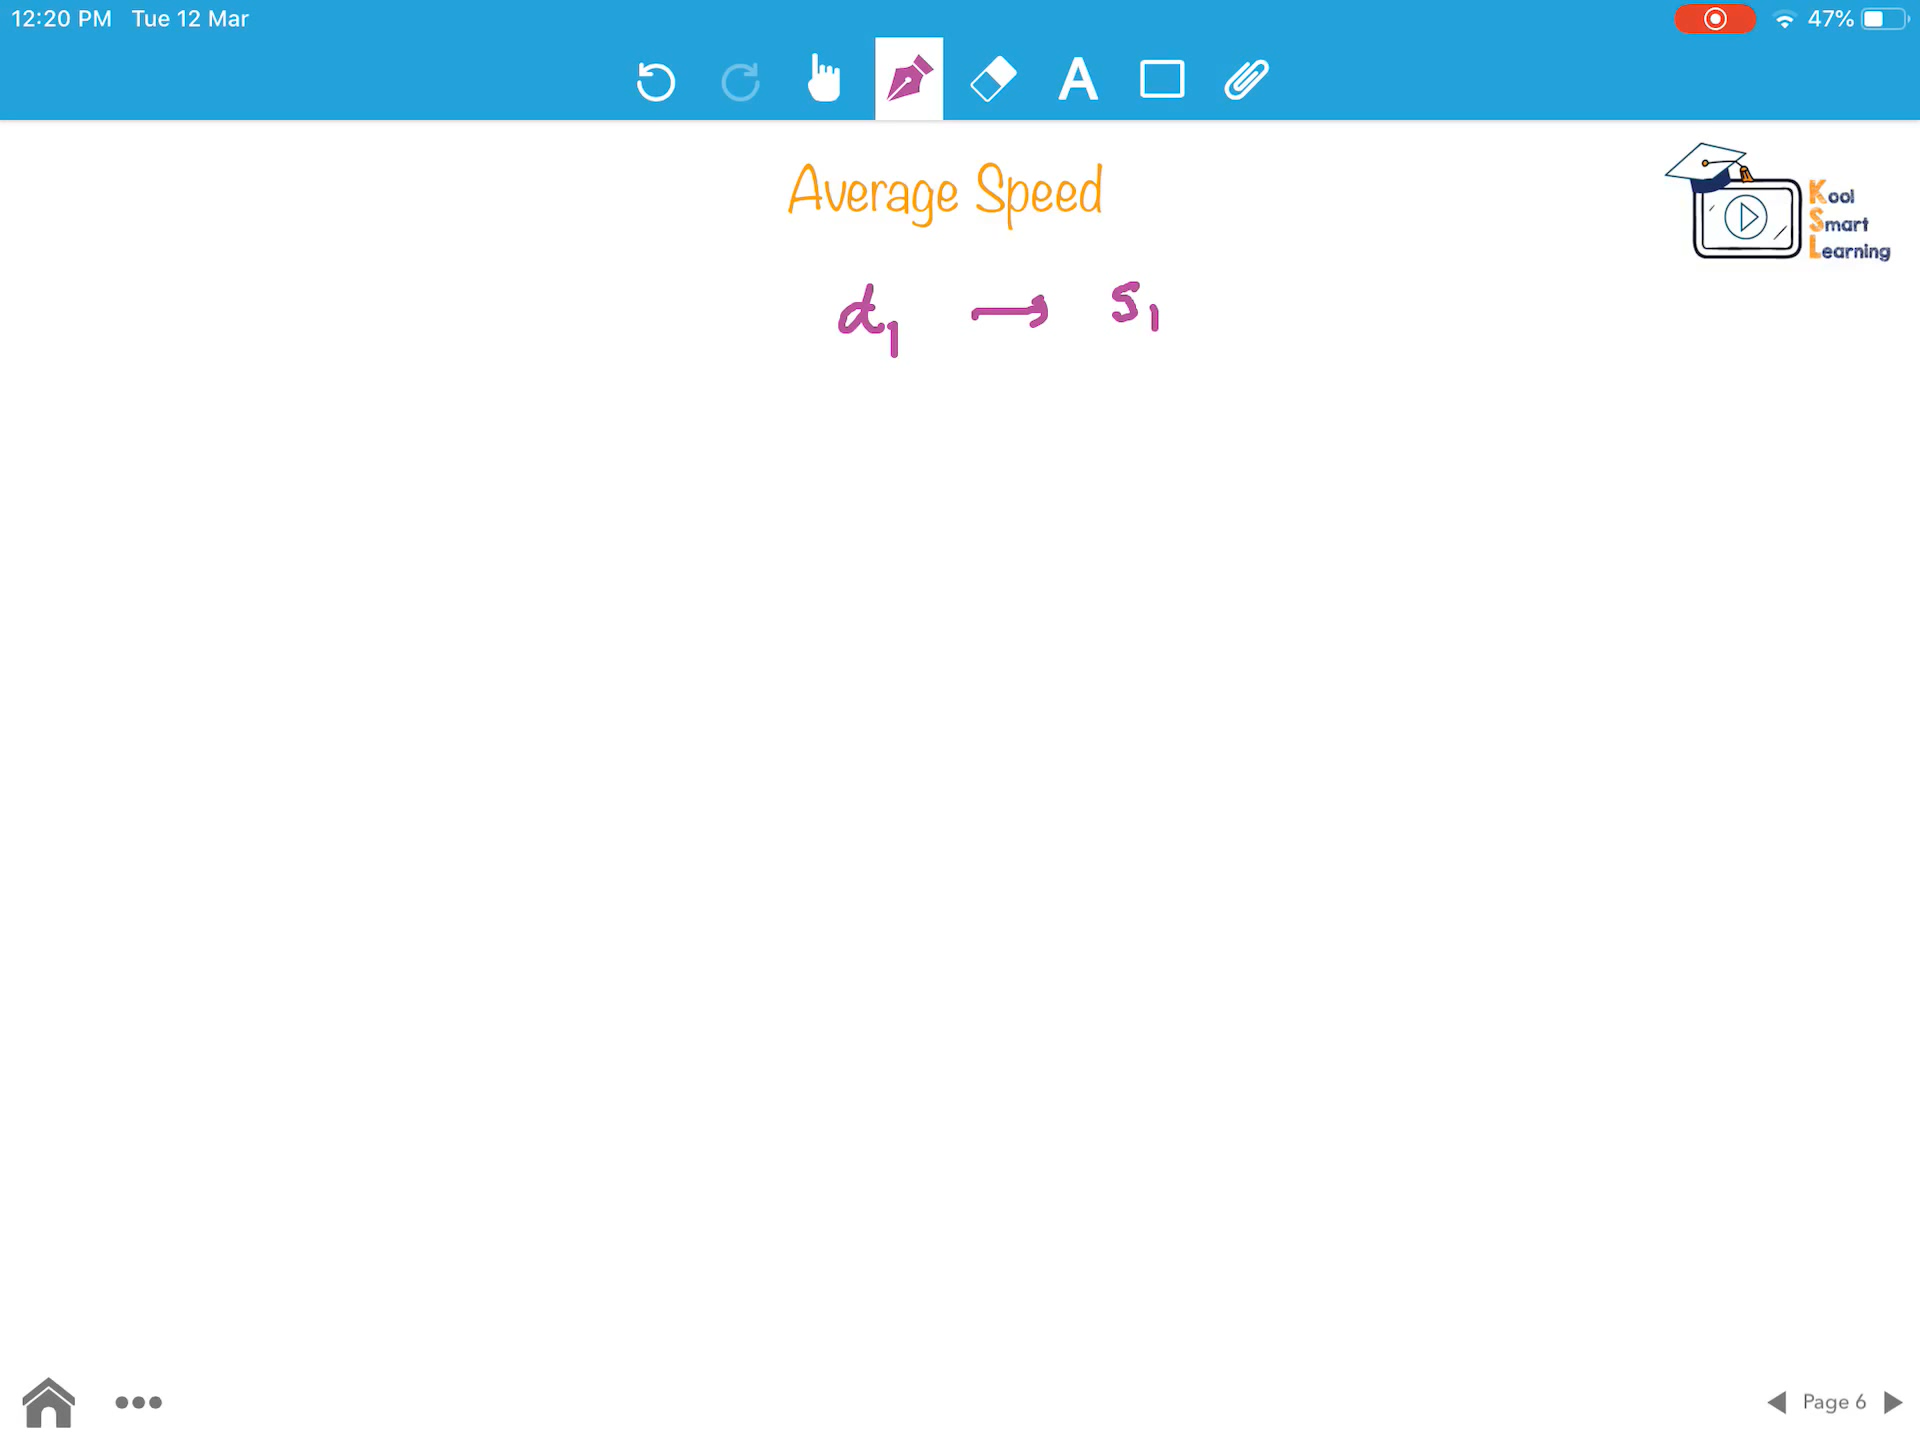 12:20 PM Tue 12 Mar 47%
A
Average Speed
Kool
Smart
Learning
d₁ → s₁
Page 6